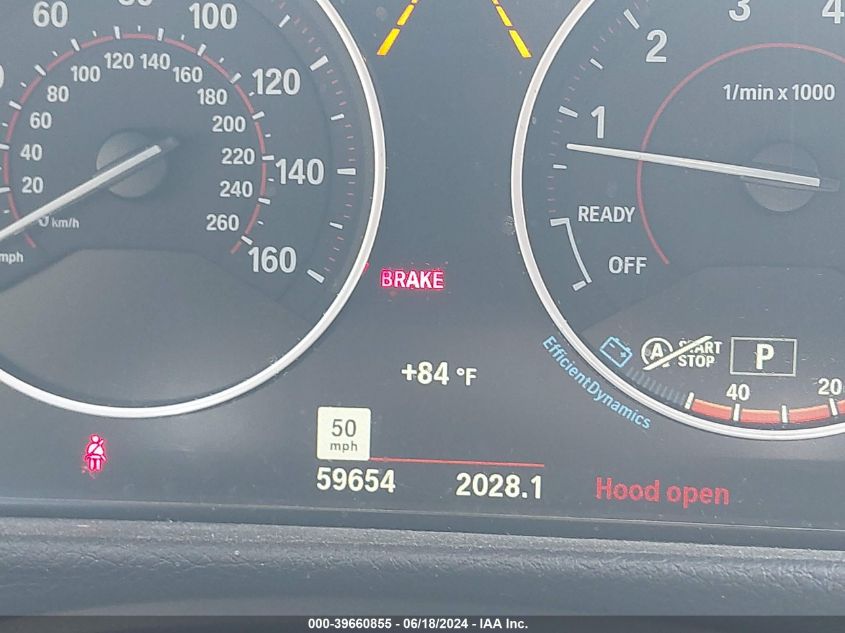 60
80
100
120
140
160
20
40
60
80
100
120
140
160
180
200
220
240
260
km/h
mph
BRAKE
+84 °F
50
mph
59654 2028.1
1
2
3
4
1/min x 1000
READY
OFF
A START
STOP
P
40 20
EfficientDynamics
Hood open
000-39660855 - 06/18/2024 - IAA Inc.